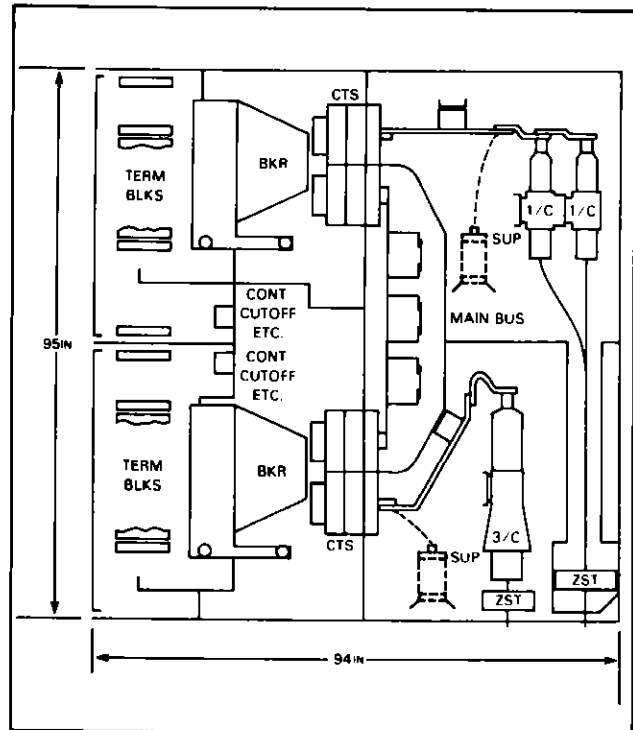 CTS
BKR
TERM
BLKS
1/C
1/C
SUP
CONT
CUTOFF
ETC.
MAIN BUS
95IN
CONT
CUTOFF
ETC.
TERM
BLKS
BKR
3/C
CTS
SUP
ZST
ZST
94IN